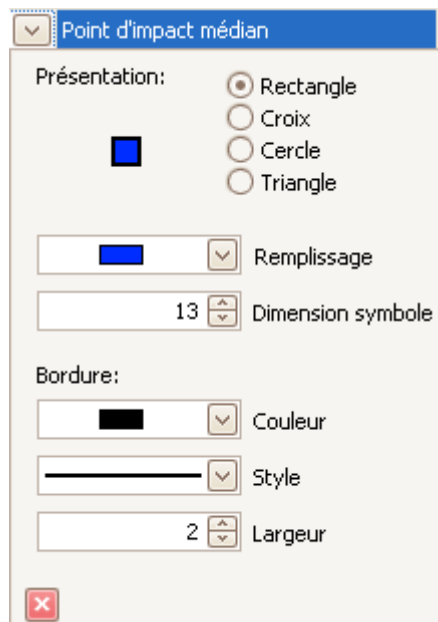 Point d'impact médian
Présentation:
Rectangle
Croix
Cercle
Triangle
Remplissage
13 Dimension symbole
Bordure:
Couleur
Style
2 Largeur